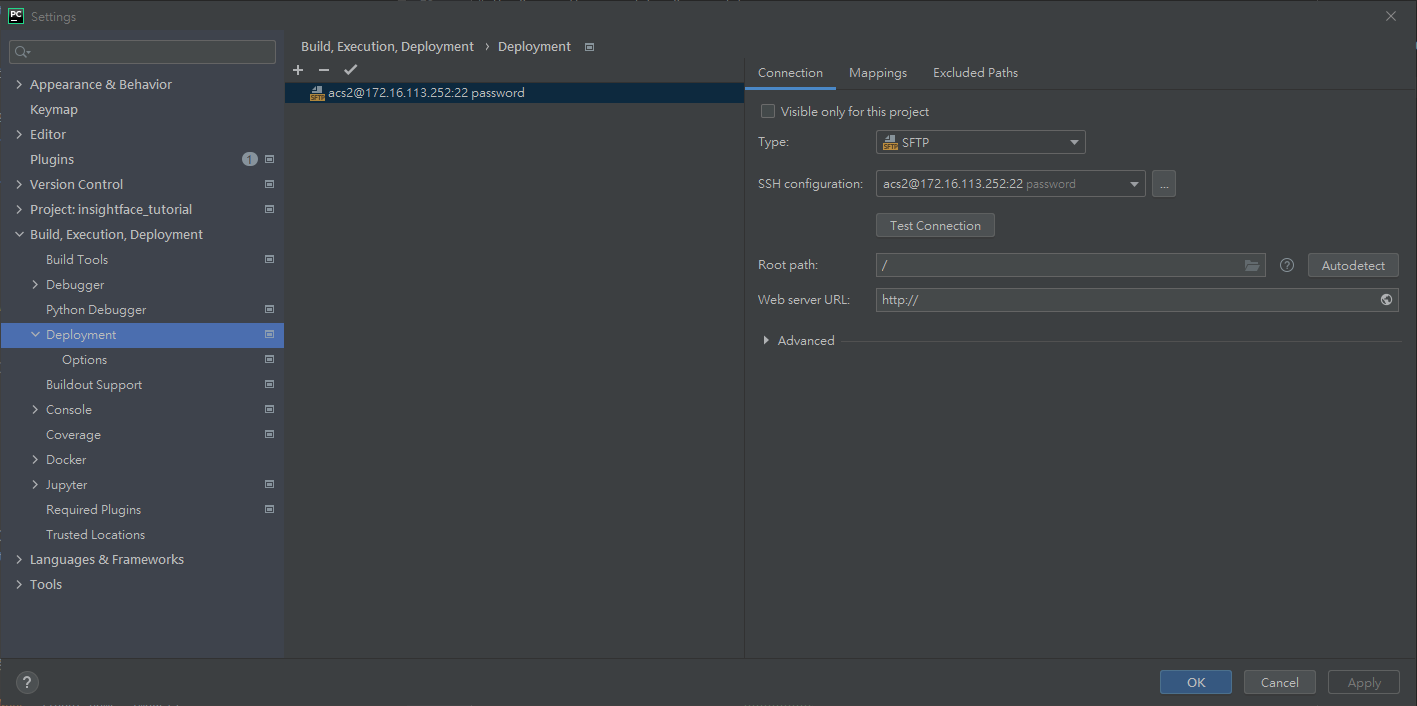 PC Settings
Build, Execution, Deployment › Deployment
Appearance & Behavior
Keymap
Editor
Plugins 1
Version Control
Project: insightface_tutorial
Build, Execution, Deployment
Build Tools
Debugger
Python Debugger
Deployment
Options
Buildout Support
Console
Coverage
Docker
Jupyter
Required Plugins
Trusted Locations
Languages & Frameworks
Tools
SFTP acs2@172.16.113.252:22 password
Connection Mappings Excluded Paths
Visible only for this project
Type: SFTP SFTP
SSH configuration: acs2@172.16.113.252:22 password ...
Test Connection
Root path: / ? Autodetect
Web server URL: http://
Advanced
? OK Cancel Apply